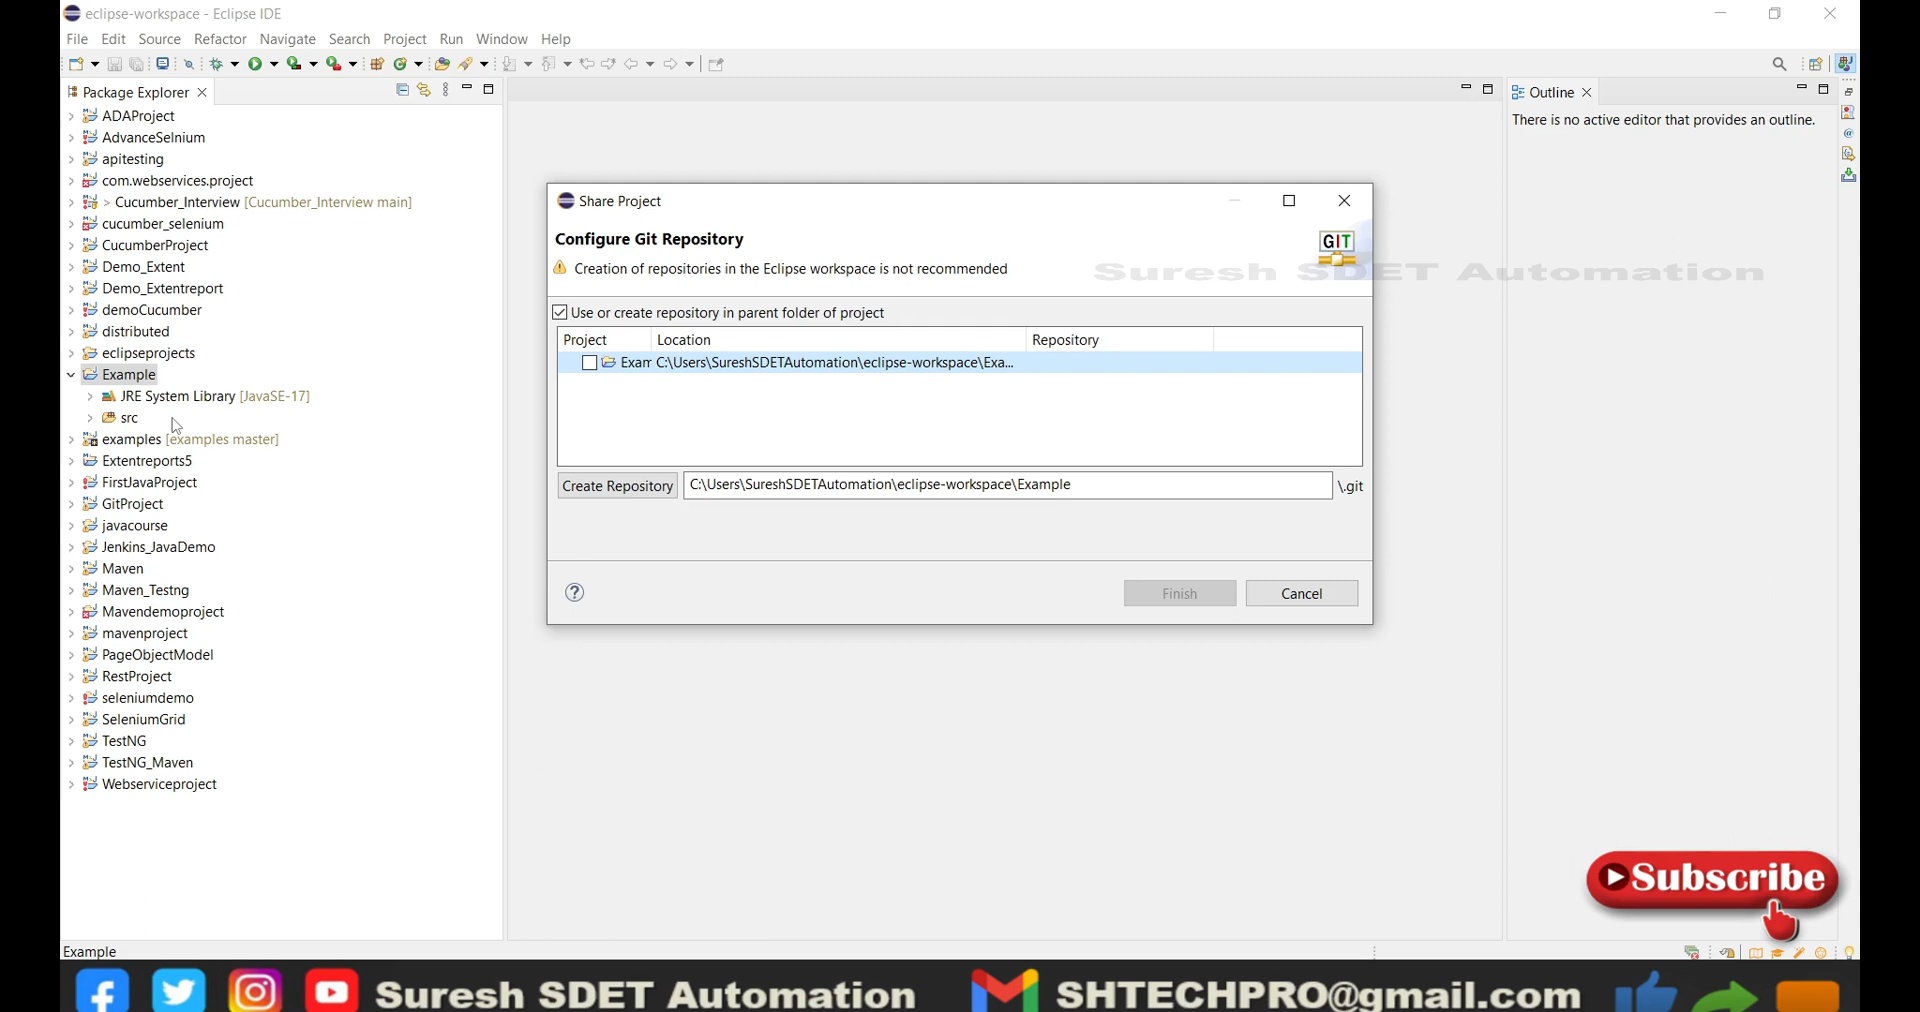 eclipse-workspace - Eclipse IDE
File Edit Source Refactor Navigate Search Project Run Window Help
Package Explorer
ADAProject
AdvanceSelnium
apitesting
com.webservices.project
> Cucumber_Interview [Cucumber_Interview main]
cucumber_selenium
CucumberProject
Demo_Extent
Demo_Extentreport
demoCucumber
distributed
eclipseprojects
Example
JRE System Library [JavaSE-17]
src
examples [examples master]
Extentreports5
FirstJavaProject
GitProject
javacourse
Jenkins_JavaDemo
Maven
Maven_Testng
Mavendemoproject
mavenproject
PageObjectModel
RestProject
seleniumdemo
SeleniumGrid
TestNG
TestNG_Maven
Webserviceproject
Share Project
Configure Git Repository
GIT
Creation of repositories in the Eclipse workspace is not recommended
Suresh SDET Automation
Use or create repository in parent folder of project
Project Location Repository
Exam C:\Users\SureshSDETAutomation\eclipse-workspace\Exa...
Create Repository C:\Users\SureshSDETAutomation\eclipse-workspace\Example \.git
Finish Cancel
Outline
There is no active editor that provides an outline.
Subscribe
Example
Suresh SDET Automation SHTECHPRO@gmail.com